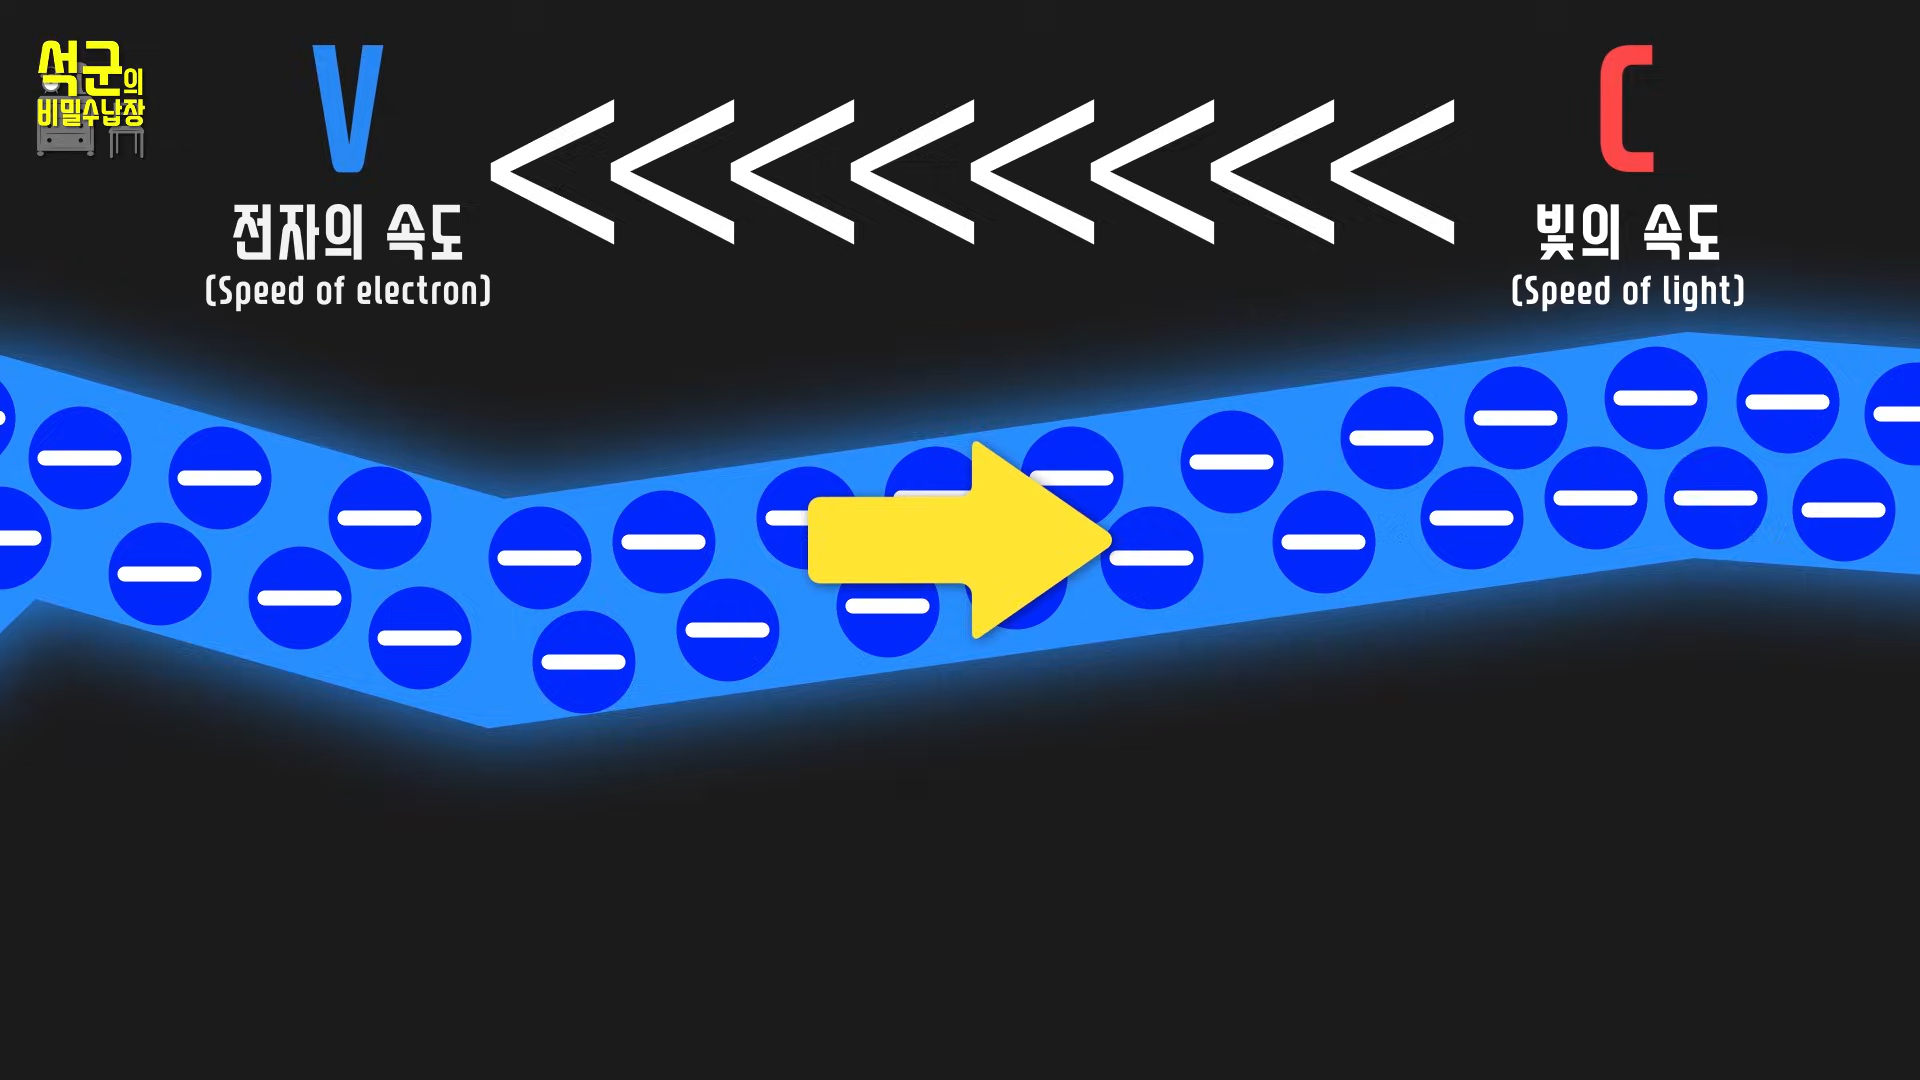 석군의
비밀수납장
V
전자의 속도
(Speed of electron)
<<<<<<<<
C
빛의 속도
(Speed of light)